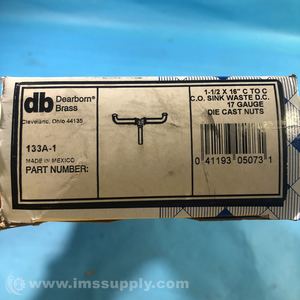 db Dearborn®
Brass
Cleveland, Ohio 44135
133A-1
MADE IN MEXICO
PART NUMBER:
1-1/2 X 16" C TO C
C.O. SINK WASTE D.C.
17 GAUGE
DIE CAST NUTS
0 41193 05073 1
www.imssupply.com